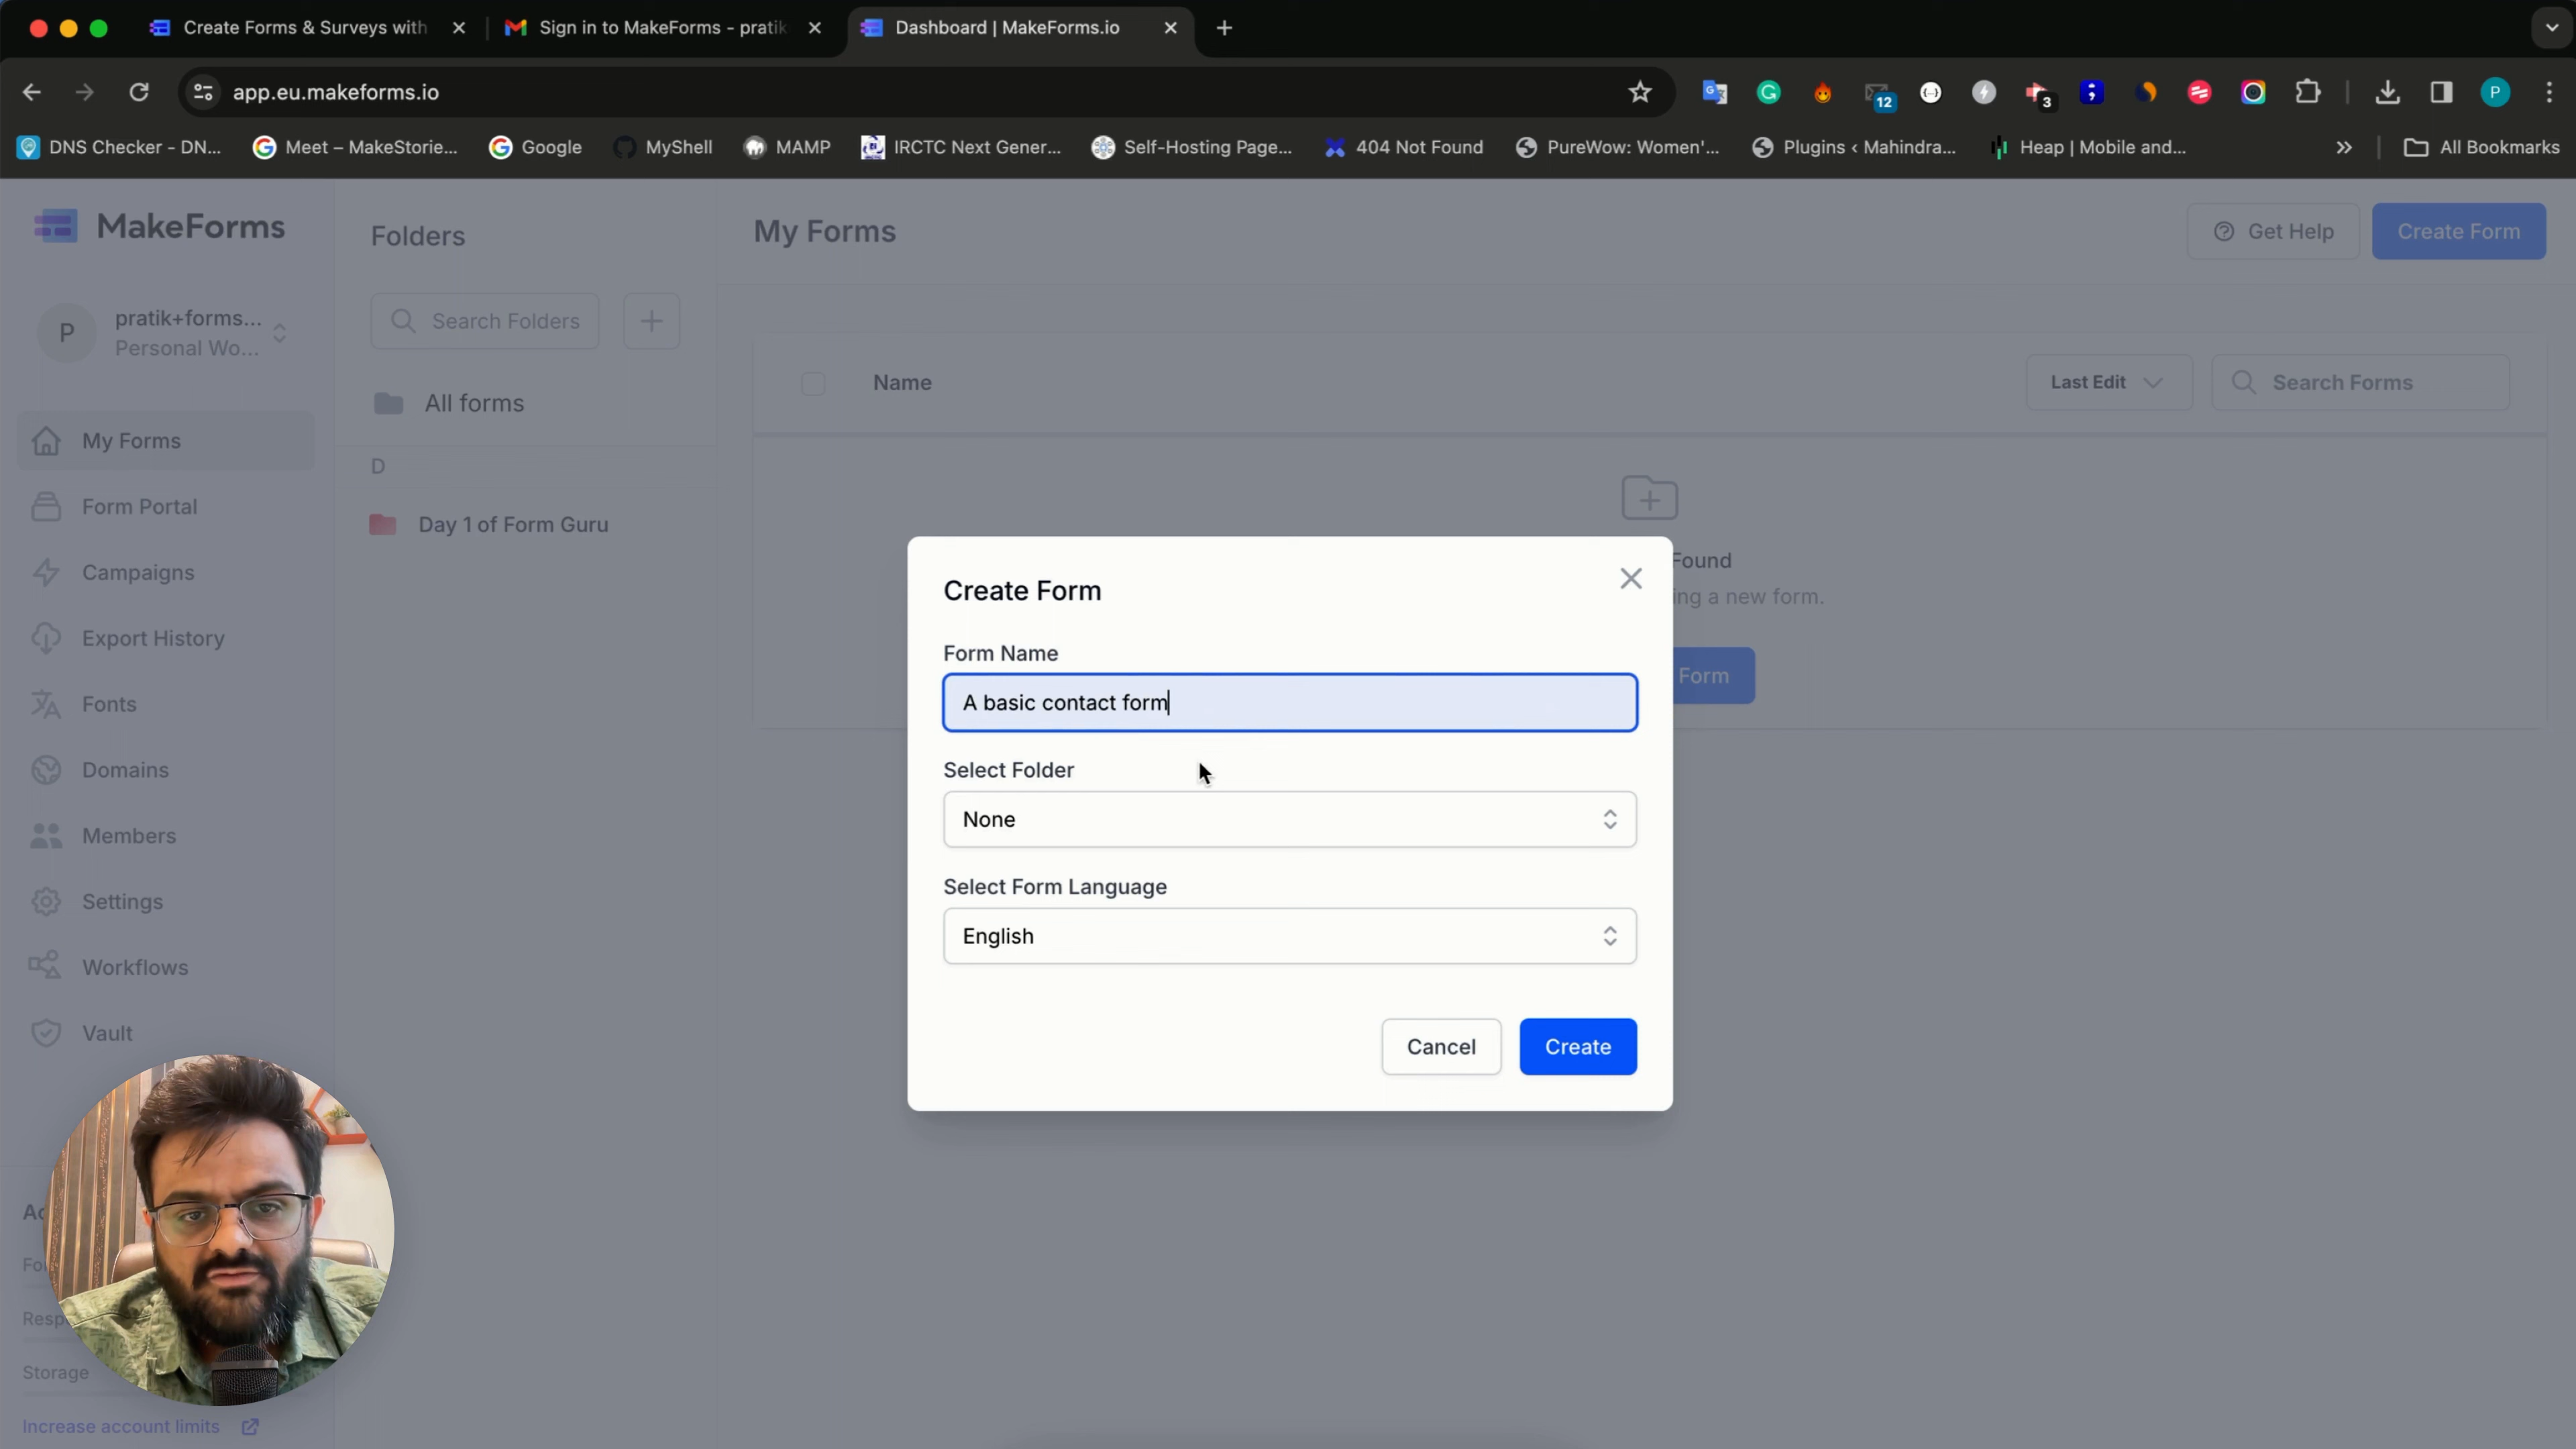 Create Forms & Surveys with
Sign in to MakeForms - pratik
Dashboard | MakeForms.io
app.eu.makeforms.io
12
3
P
DNS Checker - DN...
Meet – MakeStorie...
Google
MyShell
MAMP
IRCTC Next Gener...
Self-Hosting Page...
404 Not Found
PureWow: Women'...
Plugins ‹ Mahindra...
Heap | Mobile and...
All Bookmarks
MakeForms
Folders
My Forms
Get Help
Create Form
P
pratik+forms...
Personal Wo...
Search Folders
All forms
D
Day 1 of Form Guru
Name
Last Edit
Search Forms
My Forms
Form Portal
Campaigns
Export History
Fonts
Domains
Members
Settings
Workflows
Vault
Found
ing a new form.
Form
Create Form
Form Name
A basic contact form
Select Folder
None
Select Form Language
English
Cancel
Create
Storage
Increase account limits